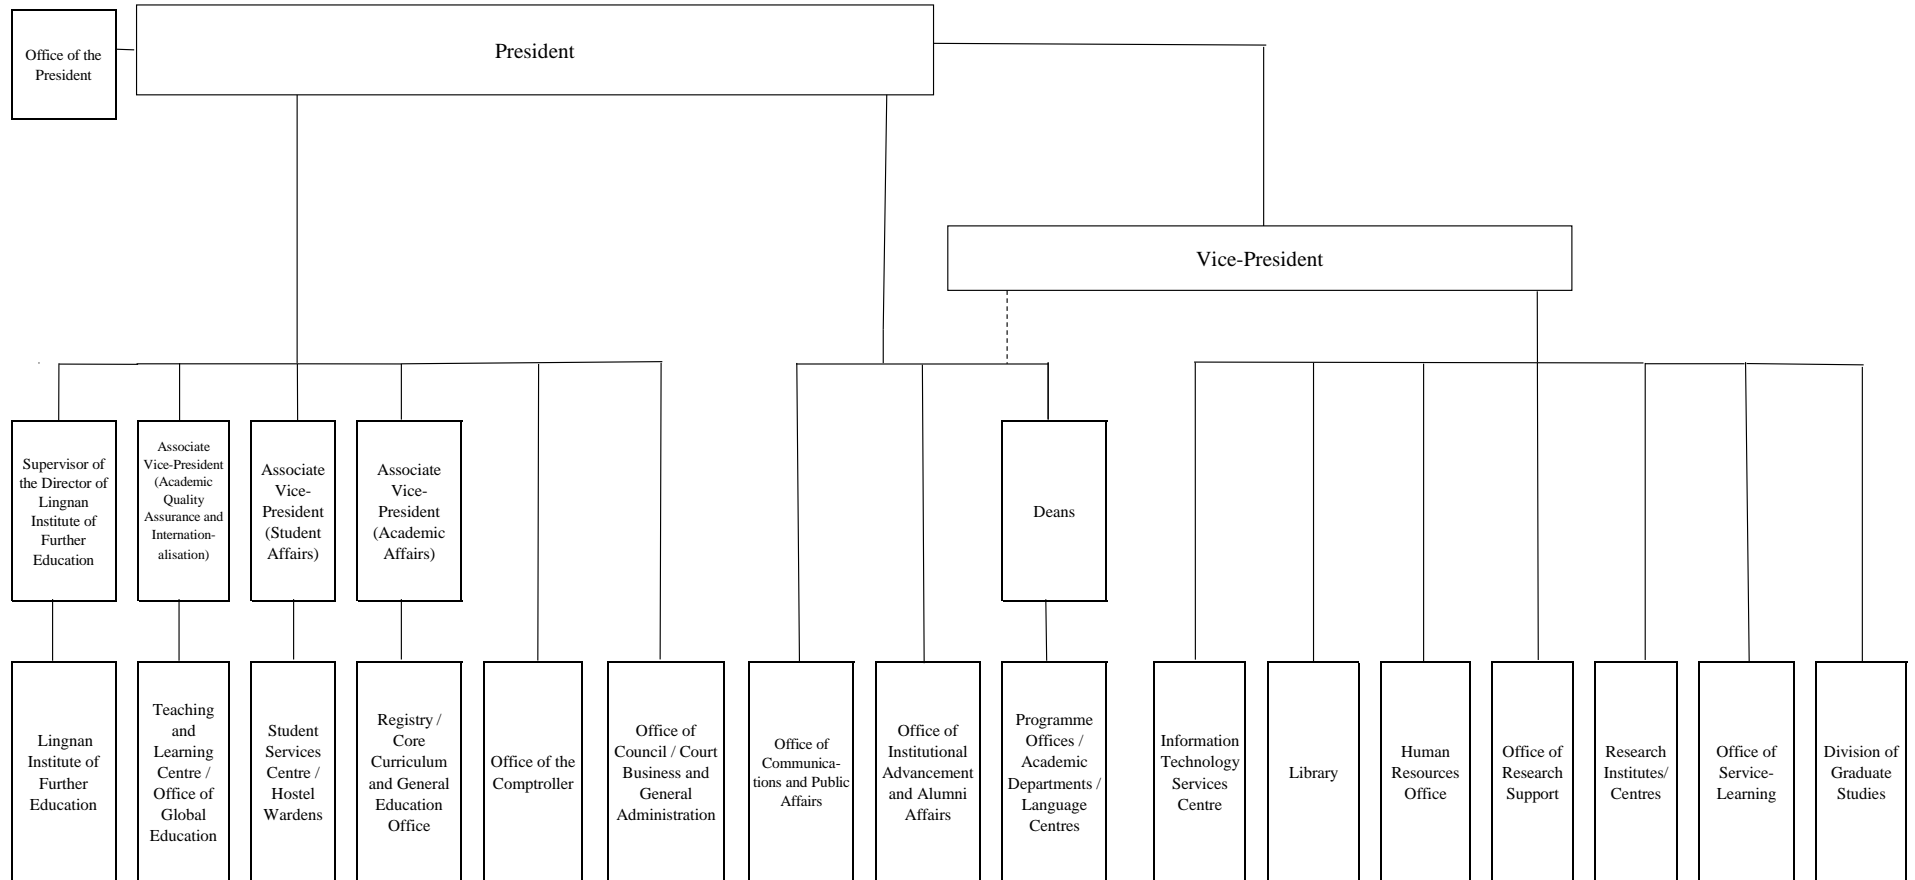 Office of the
President
President
Vice-President
Supervisor of
the Director of
Lingnan
Institute of
Further
Education
Associate
Vice-President
(Academic
Quality
Assurance and
Internation-
alisation)
Associate
Vice-
President
(Student
Affairs)
Associate
Vice-
President
(Academic
Affairs)
Deans
Lingnan
Institute of
Further
Education
Teaching
and
Learning
Centre /
Office of
Global
Education
Student
Services
Centre /
Hostel
Wardens
Registry /
Core
Curriculum
and General
Education
Office
Office of the
Comptroller
Office of
Council / Court
Business and
General
Administration
Office of
Communica-
tions and Public
Affairs
Office of
Institutional
Advancement
and Alumni
Affairs
Programme
Offices /
Academic
Departments /
Language
Centres
Information
Technology
Services
Centre
Library
Human
Resources
Office
Office of
Research
Support
Research
Institutes/
Centres
Office of
Service-
Learning
Division of
Graduate
Studies